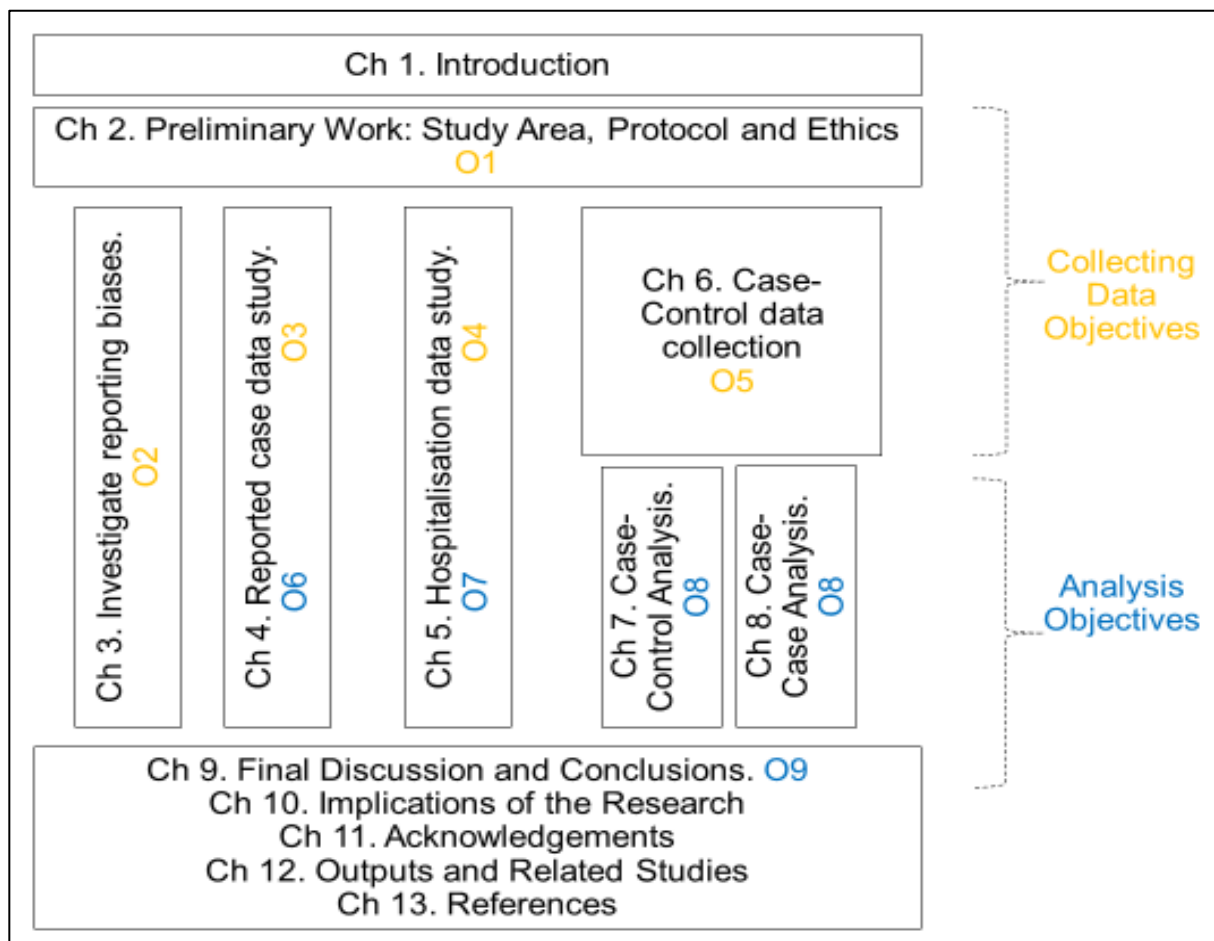 Ch 1. Introduction
Ch 2. Preliminary Work: Study Area, Protocol and Ethics
O1
Ch 3. Investigate reporting biases.
O2
Ch 4. Reported case data study.
O6 O3
Ch 5. Hospitalisation data study.
O7 O4
Ch 6. Case-
Control data
collection
O5
Ch 7. Case-
Control Analysis.
O8
Ch 8. Case-
Case Analysis.
O8
Collecting
Data
Objectives
Analysis
Objectives
Ch 9. Final Discussion and Conclusions. O9
Ch 10. Implications of the Research
Ch 11. Acknowledgements
Ch 12. Outputs and Related Studies
Ch 13. References